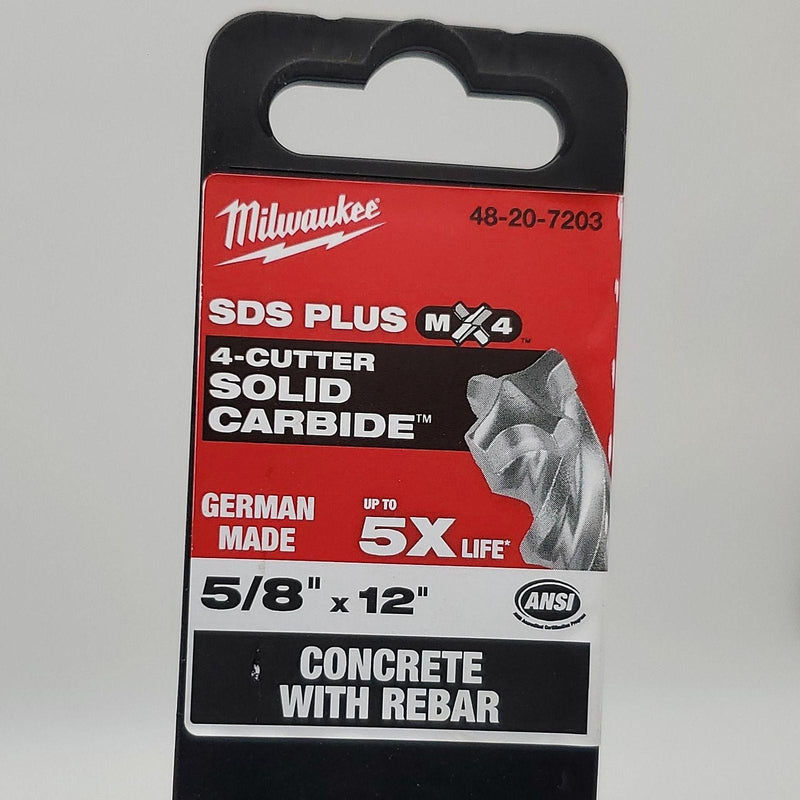 Milwaukee®
48-20-7203
SDS PLUS MX4™
4-CUTTER
SOLID
CARBIDE™
GERMAN
MADE
UP TO
5X LIFE*
5/8" x 12"
ANSI
CONCRETE
WITH REBAR